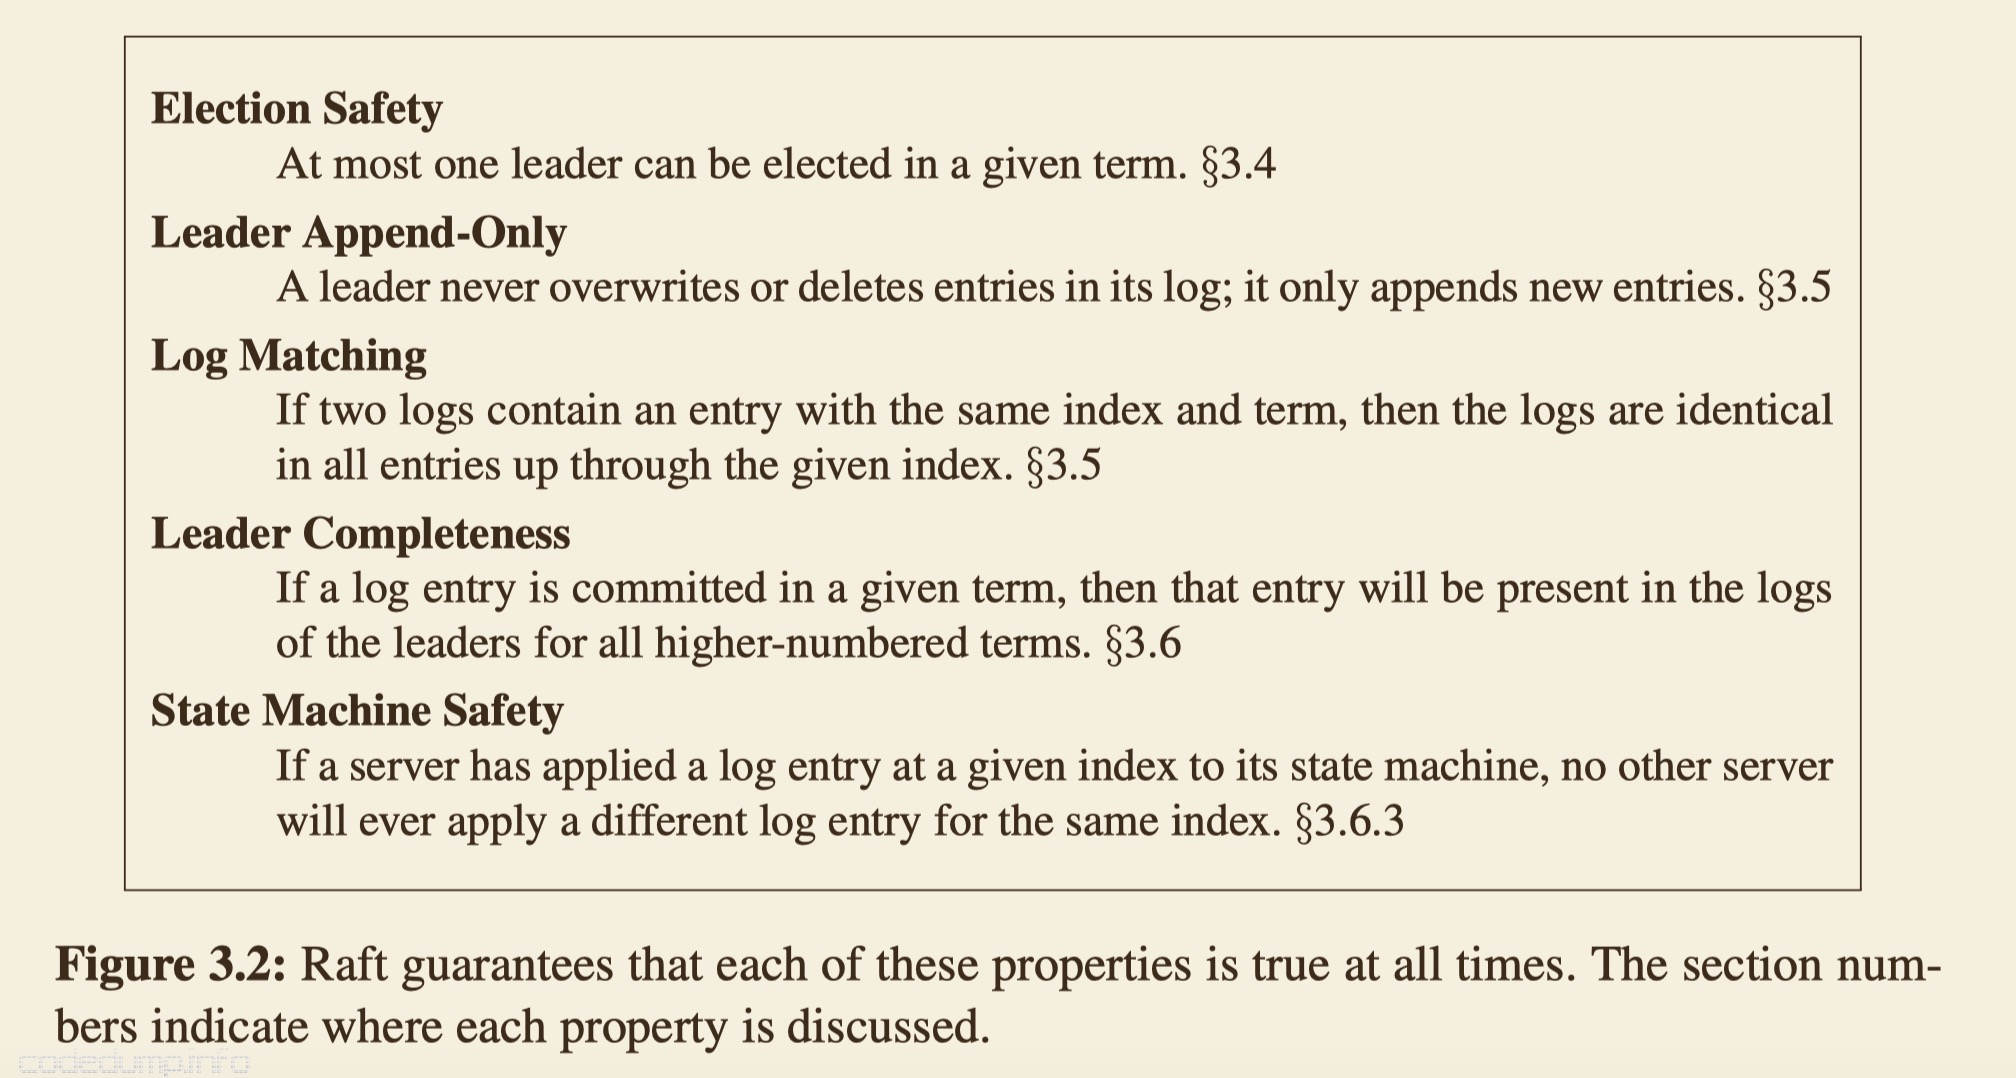 Election Safety
At most one leader can be elected in a given term. §3.4
Leader Append-Only
A leader never overwrites or deletes entries in its log; it only appends new entries. §3.5
Log Matching
If two logs contain an entry with the same index and term, then the logs are identical
in all entries up through the given index. §3.5
Leader Completeness
If a log entry is committed in a given term, then that entry will be present in the logs
of the leaders for all higher-numbered terms. §3.6
State Machine Safety
If a server has applied a log entry at a given index to its state machine, no other server
will ever apply a different log entry for the same index. §3.6.3
Figure 3.2: Raft guarantees that each of these properties is true at all times. The section num-
bers indicate where each property is discussed.
codedump.info